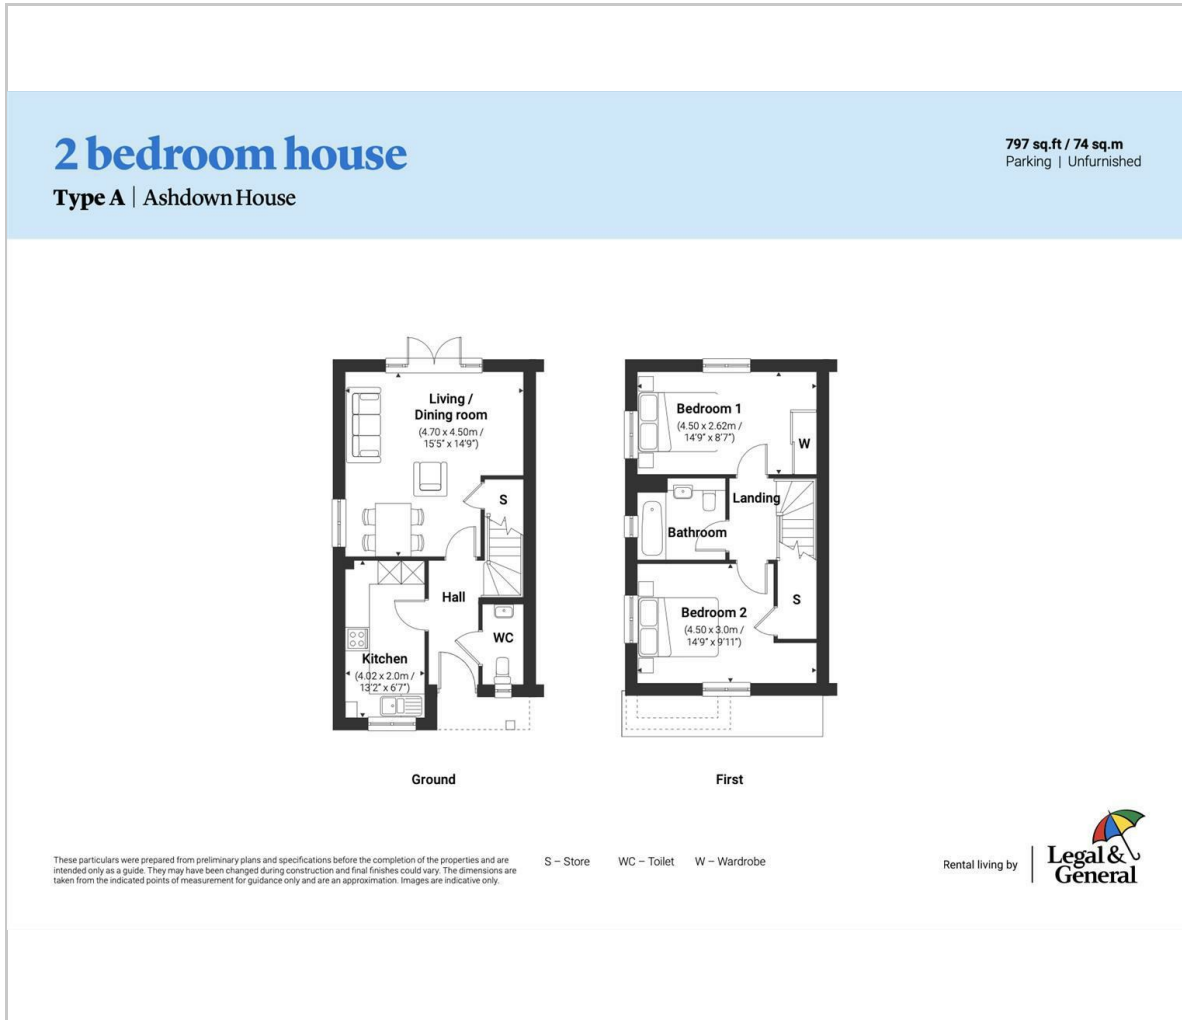 2 bedroom house
Type A | Ashdown House
797 sq.ft / 74 sq.m
Parking | Unfurnished
Living /
Dining room
(4.70 x 4.50m /
15'5" x 14'9")
S
Hall
WC
Kitchen
(4.02 x 2.0m /
13'2" x 6'7")
Ground
Bedroom 1
(4.50 x 2.62m /
14'9" x 8'7")
W
Landing
Bathroom
S
Bedroom 2
(4.50 x 3.0m /
14'9" x 9'11")
First
These particulars were prepared from preliminary plans and specifications before the completion of the properties and are
intended only as a guide. They may have been changed during construction and final finishes could vary. The dimensions are
taken from the indicated points of measurement for guidance only and are an approximation. Images are indicative only.
S – Store WC – Toilet W – Wardrobe
Rental living by
Legal &
General